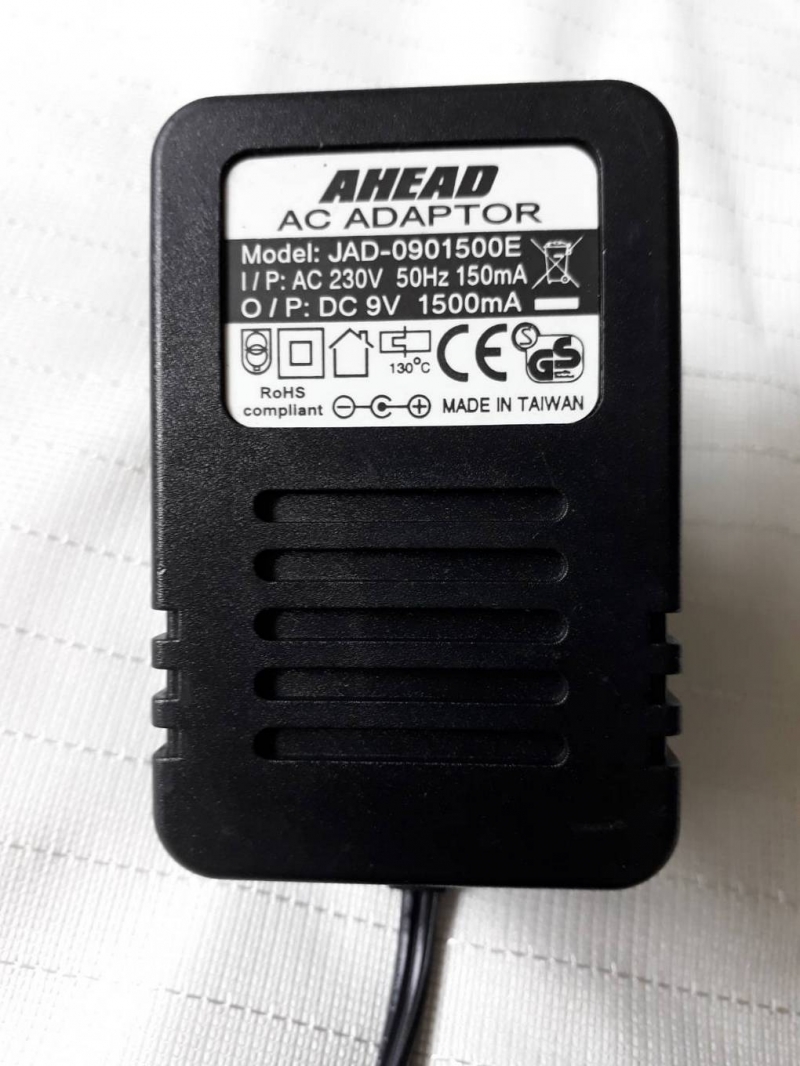 AHEAD
AC ADAPTOR
Model: JAD-0901500E
I / P: AC 230V 50Hz 150mA
O / P: DC 9V 1500mA
130°C
CE
S
GS
RoHS
compliant
MADE IN TAIWAN